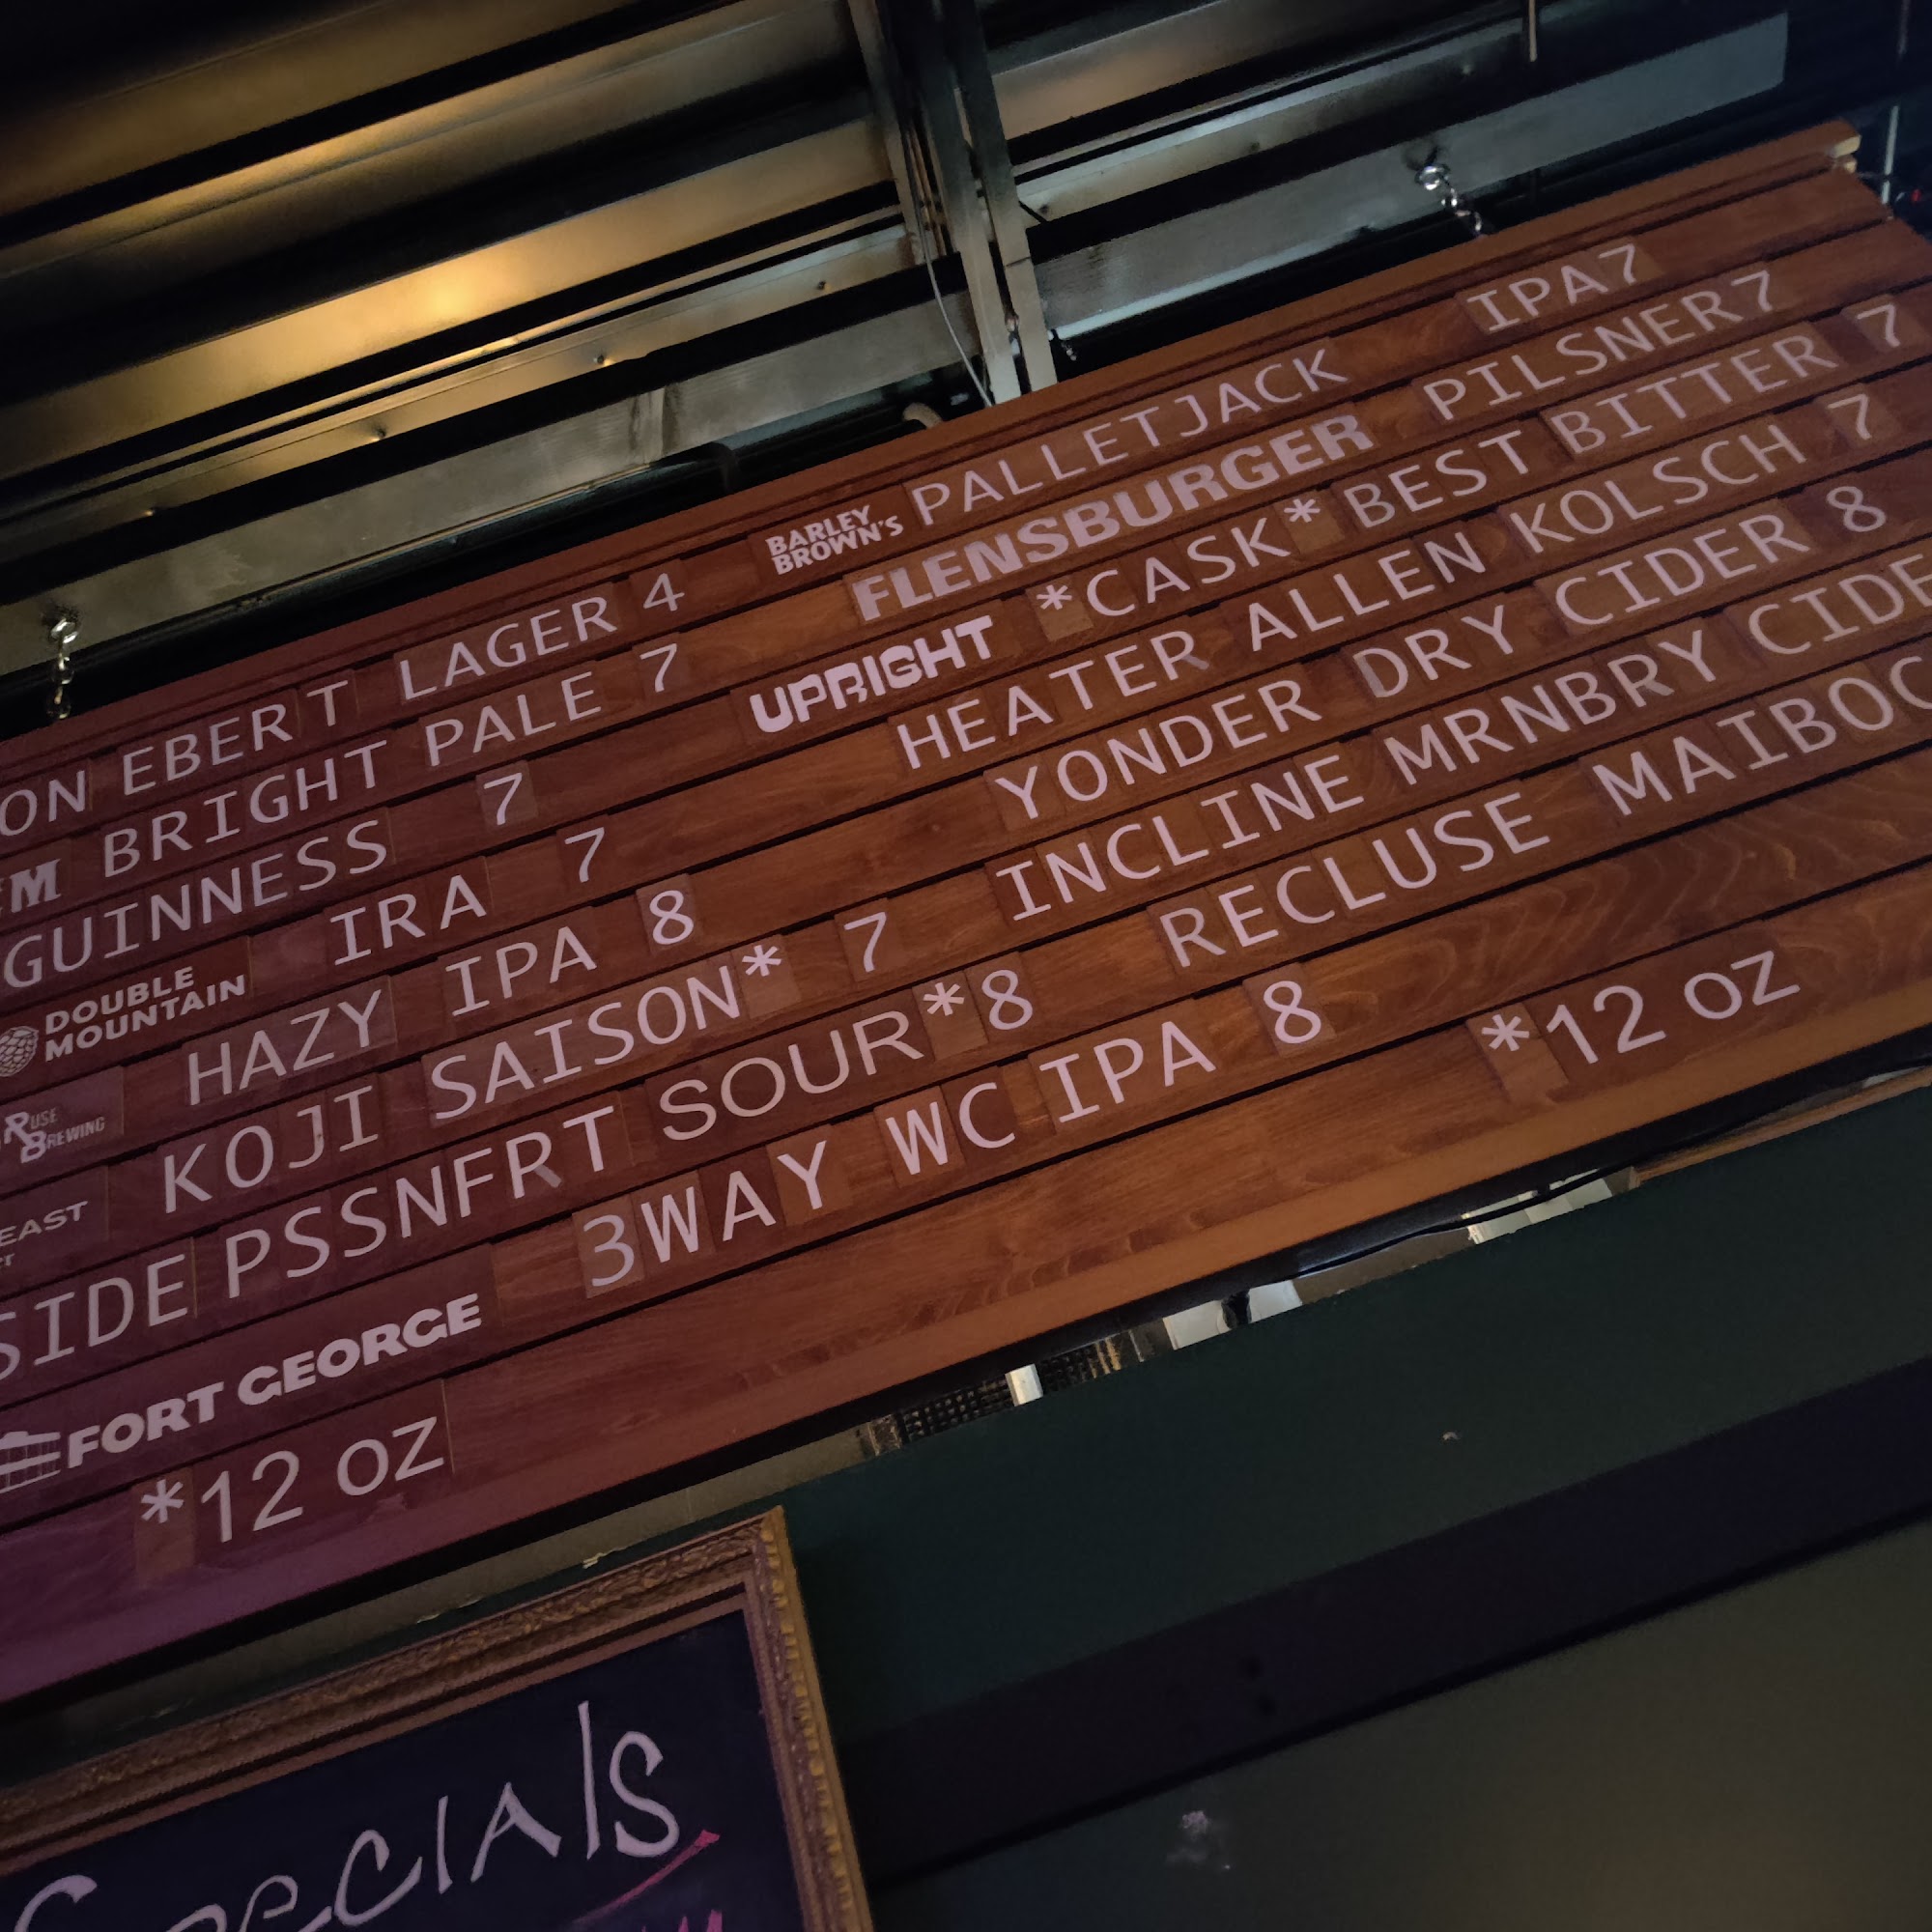 ON EBERT LAGER 4
BRIGHT PALE 7
GUINNESS 7
DOUBLE
MOUNTAIN IRA 7
RUSE
BREWING HAZY IPA 8
EAST KOJI SAISON* 7
SIDE PSSNFRT SOUR*8
FORT GEORGE 3WAY WC IPA 8
*12 OZ
BARLEY
BROWN'S PALLETJACK IPA7
FLENSBURGER PILSNER7
UPRIGHT *CASK* BEST BITTER 7
HEATER ALLEN KOLSCH 7
YONDER DRY CIDER 8
INCLINE MRNBRY CIDE
RECLUSE MAIBOC
*12 OZ
SPECIAlS